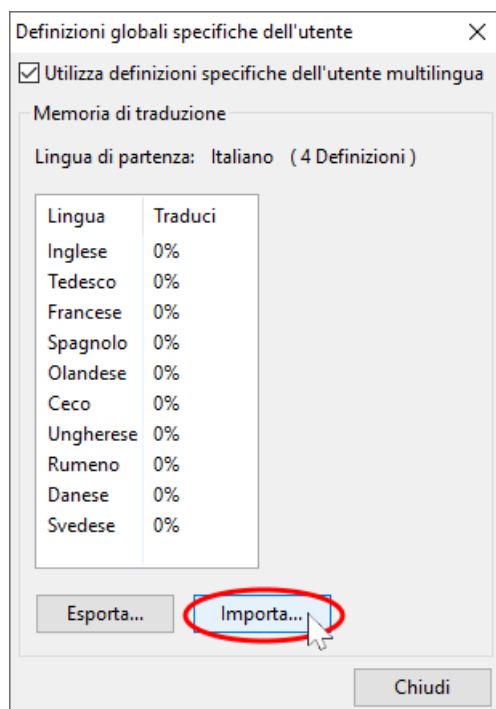 Definizioni globali specifiche dell'utente
Utilizza definizioni specifiche dell'utente multilingua
Memoria di traduzione
Lingua di partenza: Italiano ( 4 Definizioni )
Lingua Traduci
Inglese 0%
Tedesco 0%
Francese 0%
Spagnolo 0%
Olandese 0%
Ceco 0%
Ungherese 0%
Rumeno 0%
Danese 0%
Svedese 0%
Esporta... Importa...
Chiudi